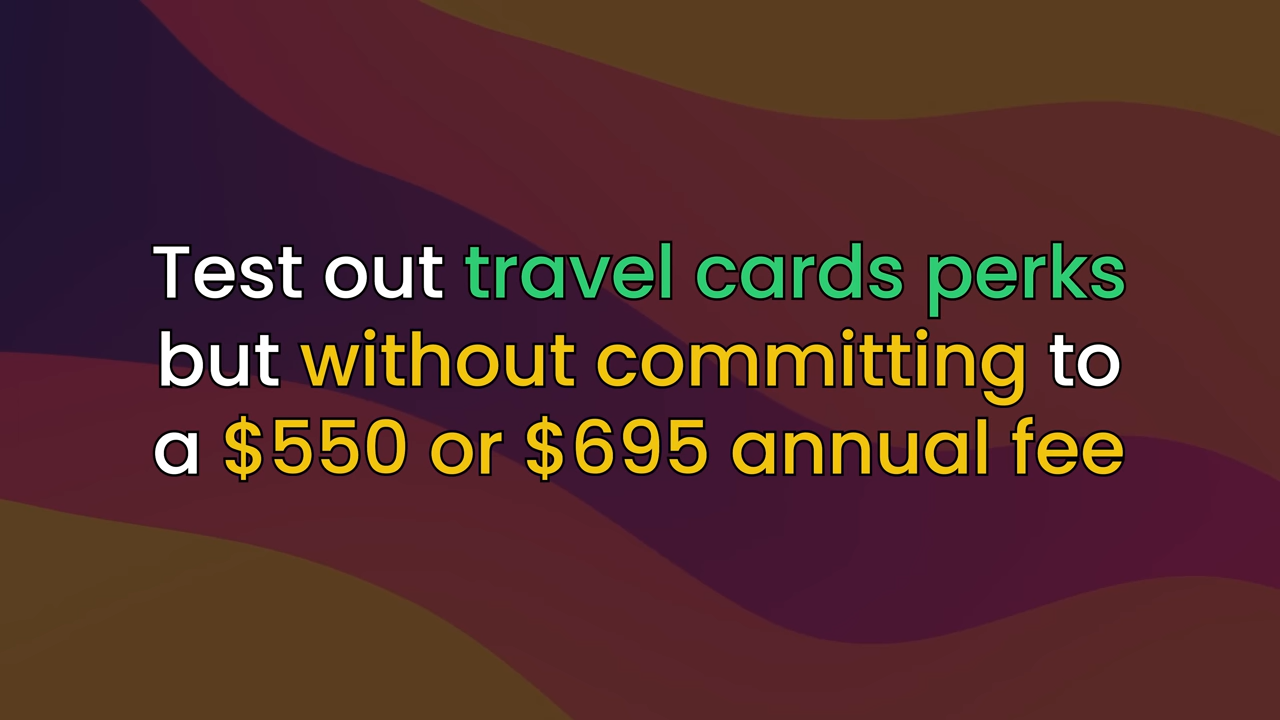 Test out travel cards perks
but without committing to
a $550 or $695 annual fee